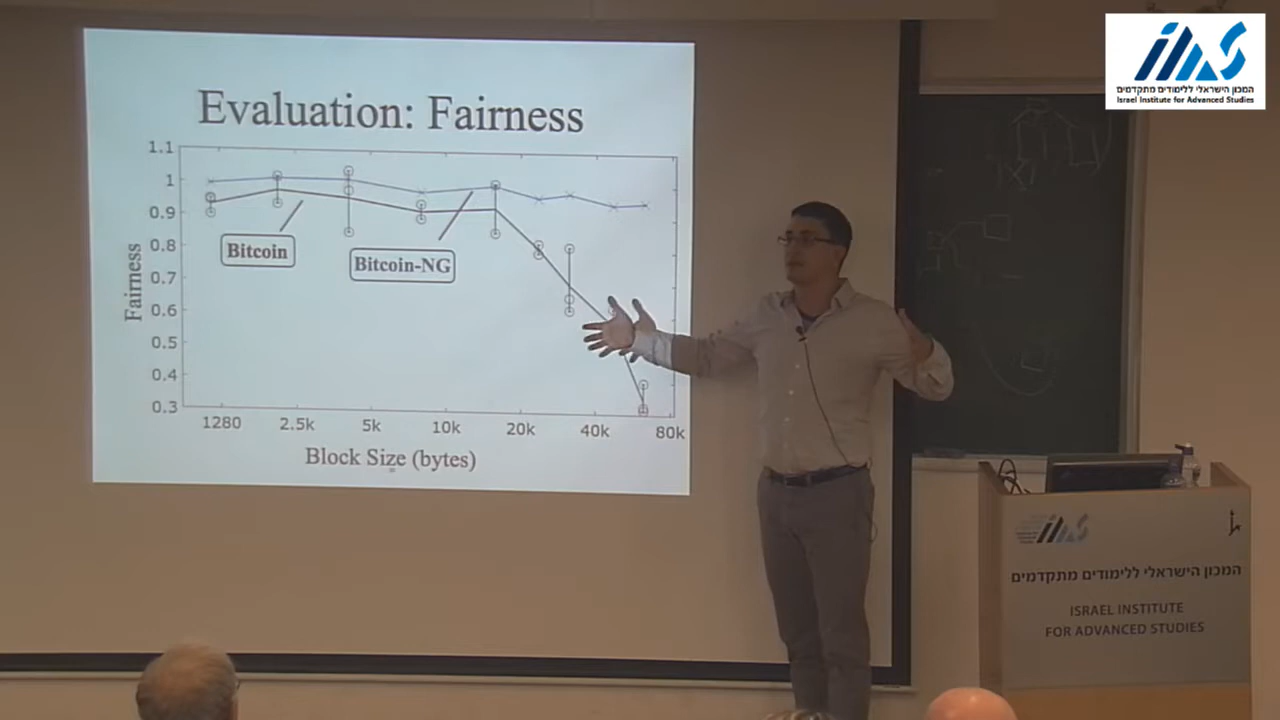 Evaluation: Fairness
1.1
1
0.9
0.8
0.7
0.6
0.5
0.4
0.3
Fairness
Bitcoin
Bitcoin-NG
1280 2.5k 5k 10k 20k 40k 80k
Block Size (bytes)
המכון הישראלי ללימודים מתקדמים
Israel Institute for Advanced Studies
המכון הישראלי ללימודים מתקדמים
ISRAEL INSTITUTE
FOR ADVANCED STUDIES